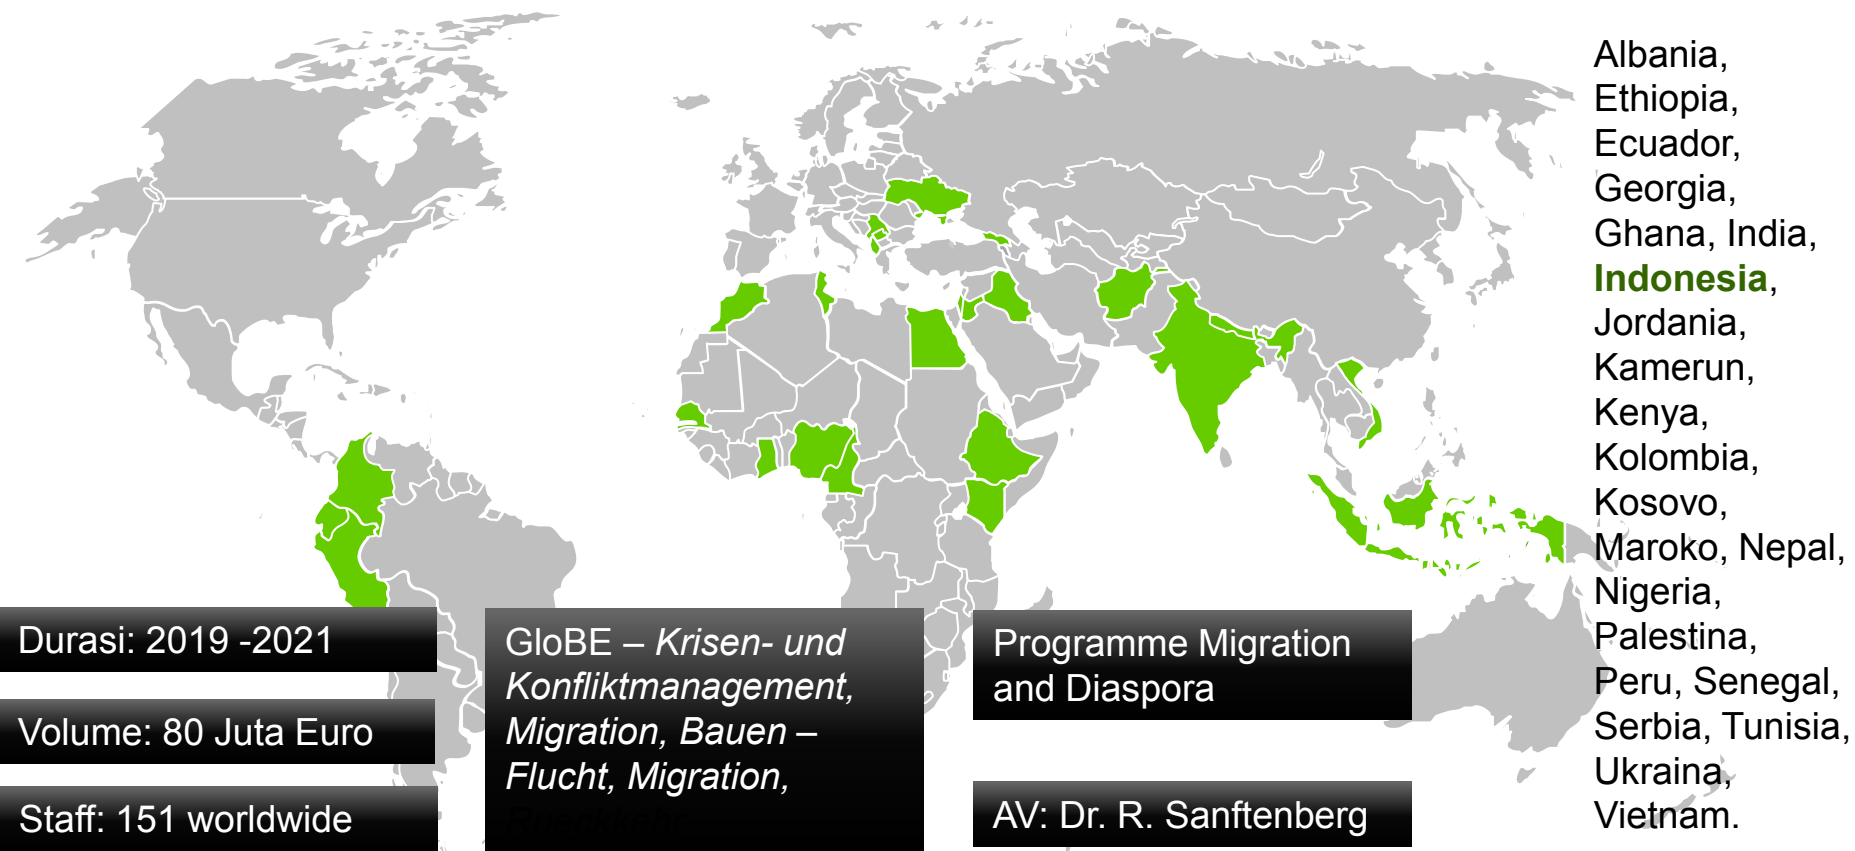 Albania,
Ethiopia,
Ecuador,
Georgia,
Ghana, India,
Indonesia,
Jordania,
Kamerun,
Kenya,
Kolombia,
Kosovo,
Maroko, Nepal,
Nigeria,
Palestina,
Peru, Senegal,
Serbia, Tunisia,
Ukraina,
Vietnam.
Durasi: 2019 -2021
Volume: 80 Juta Euro
Staff: 151 worldwide
GloBE – Krisen- und
Konfliktmanagement,
Migration, Bauen –
Flucht, Migration,
Programme Migration
and Diaspora
AV: Dr. R. Sanftenberg